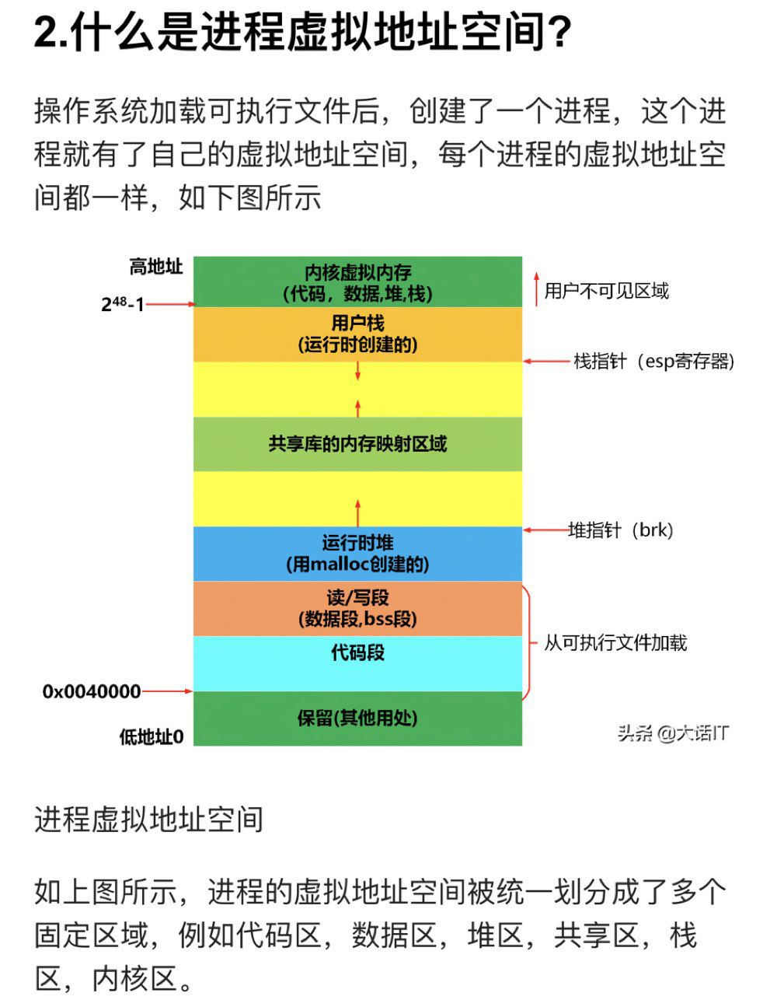 2.什么是进程虚拟地址空间?
操作系统加载可执行文件后，创建了一个进程，这个进
程就有了自己的虚拟地址空间，每个进程的虚拟地址空
间都一样，如下图所示
高地址
内核虚拟内存
(代码，数据,堆,栈)
用户不可见区域
2⁴⁸-1
用户栈
(运行时创建的)
栈指针（esp寄存器)
共享库的内存映射区域
运行时堆
(用malloc创建的)
堆指针（brk)
读/写段
(数据段,bss段)
代码段
从可执行文件加载
0x0040000
保留(其他用处)
低地址0
头条 @大话IT
进程虚拟地址空间
如上图所示，进程的虚拟地址空间被统一划分成了多个
固定区域，例如代码区，数据区，堆区，共享区，栈
区，内核区。